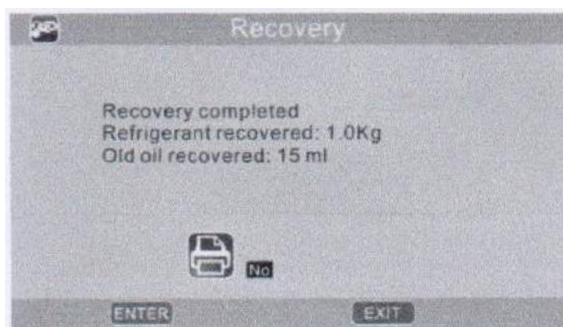 Recovery
Recovery completed
Refrigerant recovered: 1.0Kg
Old oil recovered: 15 ml
No
ENTER
EXIT